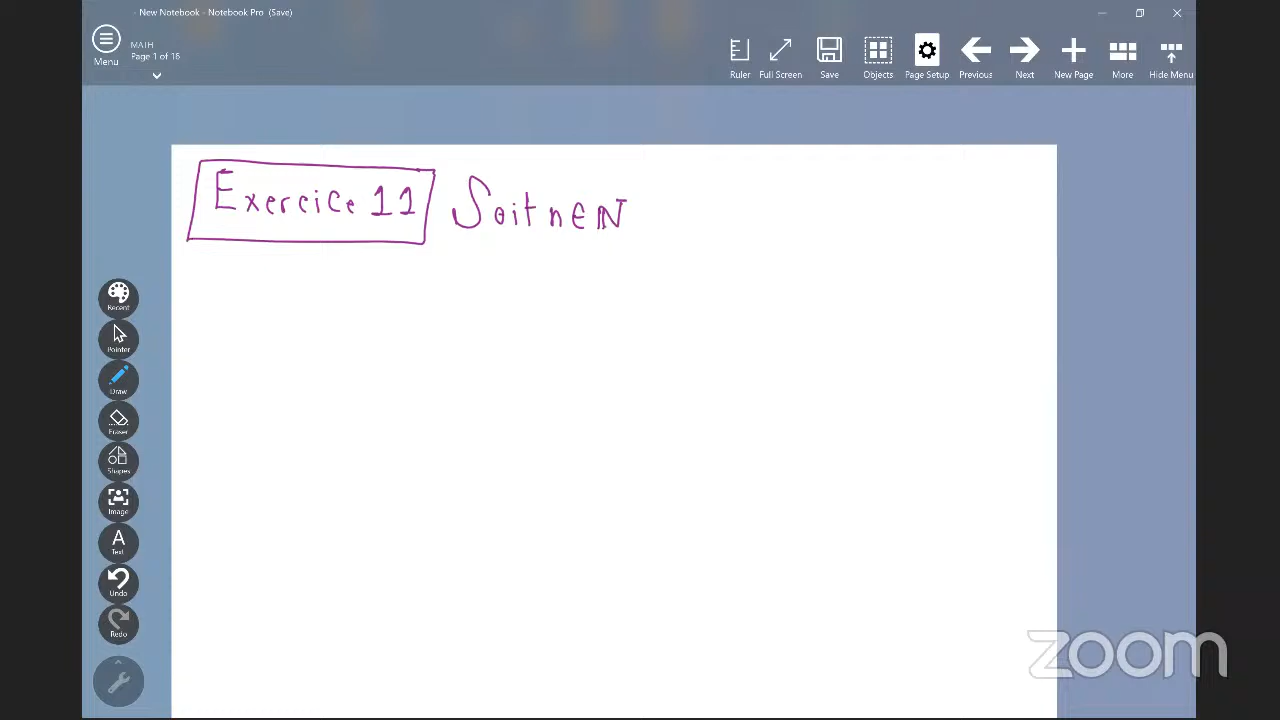 - New Notebook - Notebook Pro (Save)
Menu
MATH
Page 1 of 16
Ruler
Full Screen
Save
Objects
Page Setup
Previous
Next
New Page
More
Hide Menu
Exercice 11 Soit n ∈ ℕ
Recent
Pointer
Draw
Eraser
Shapes
Image
A
Text
Undo
Redo
zoom